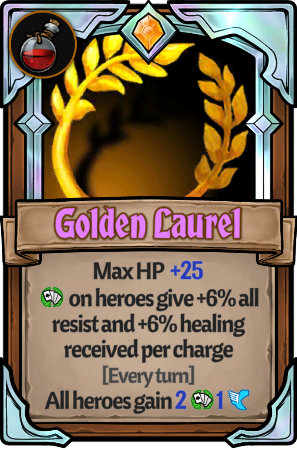 Golden Laurel
Max HP +25
on heroes give +6% all
resist and +6% healing
received per charge
[Every turn]
All heroes gain 2 1